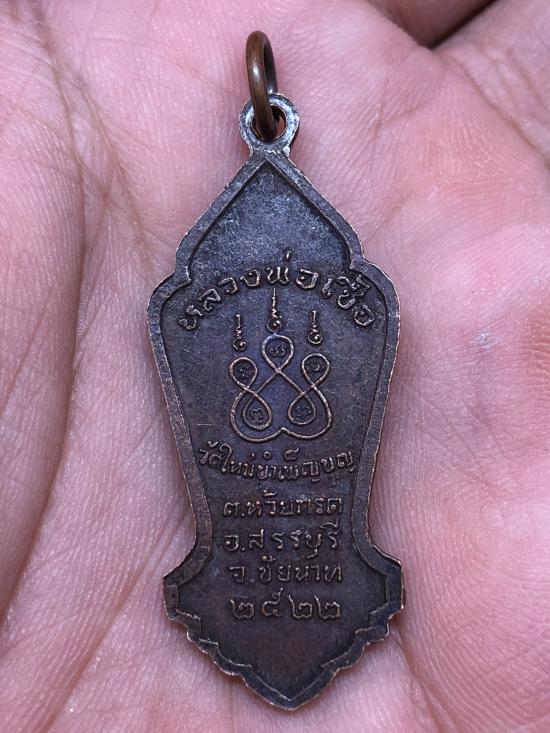 หลวงพ่อเชื้อ
วัดใหม่บำเพ็ญบุญ
ต.ห้วยกรด
อ.สรรบุรี
จ.ชัยนาท
๒๕๒๒